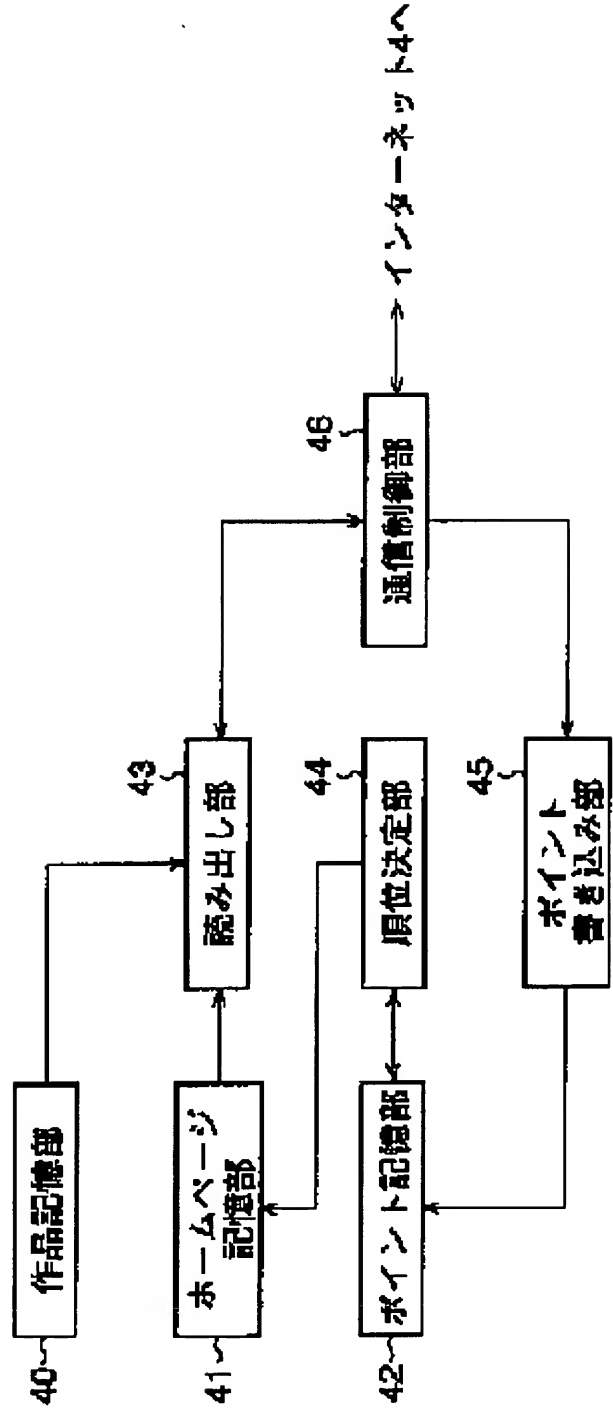 40
作品記憶部
41
ホームページ
記憶部
42
ポイント記憶部
43
読み出し部
44
順位決定部
45
ポイント
書き込み部
46
通信制御部
インターネット4へ